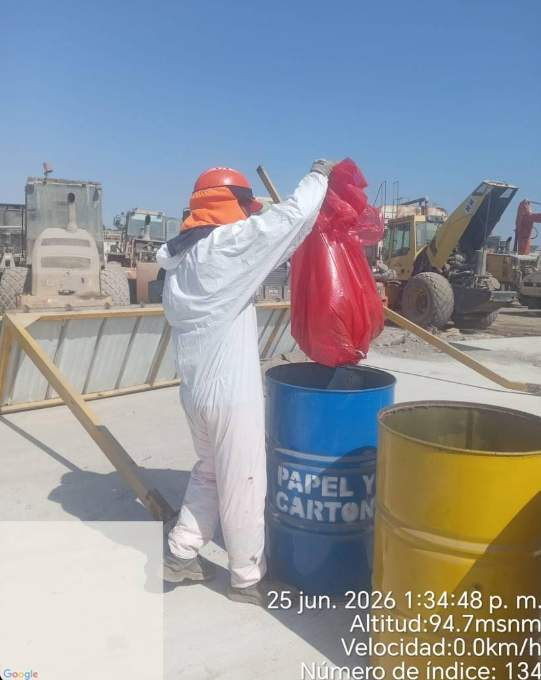 PAPEL Y
CARTON
25 jun. 2026 1:34:48 p. m.
Altitud:94.7msnm
Velocidad:0.0km/h
Número de índice: 134
Google